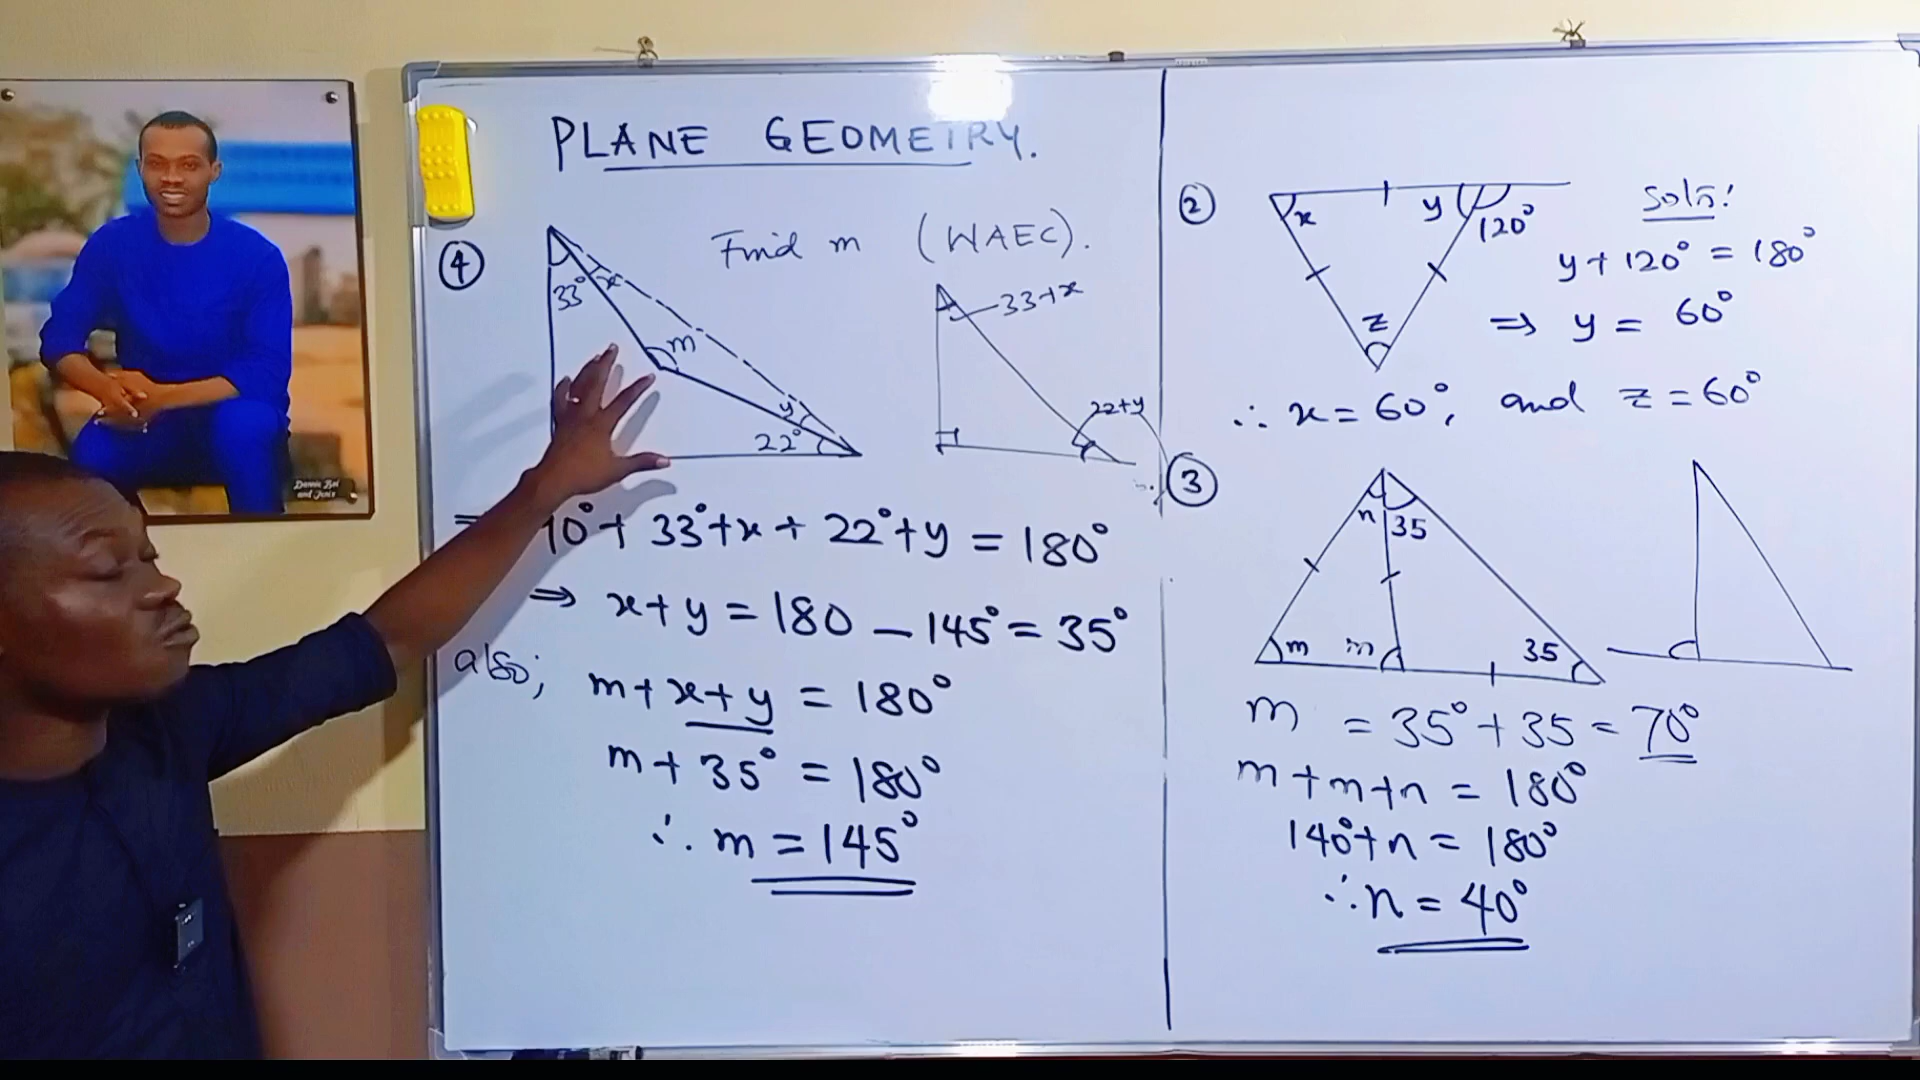 PLANE GEOMETRY.
④ Find m (WAEC).
33° x
m
y
22°
33+x
22+y
10° + 33° + x + 22° + y = 180°
⇒ x + y = 180 - 145° = 35°
also; m + x + y = 180°
m + 35° = 180°
∴ m = 145°
② x y 120°
z
Soln:
y + 120° = 180°
⇒ y = 60°
∴ x = 60°, and z = 60°
③
n 35
m m 35
m = 35° + 35 = 70°
m + m + n = 180°
140° + n = 180°
∴ n = 40°